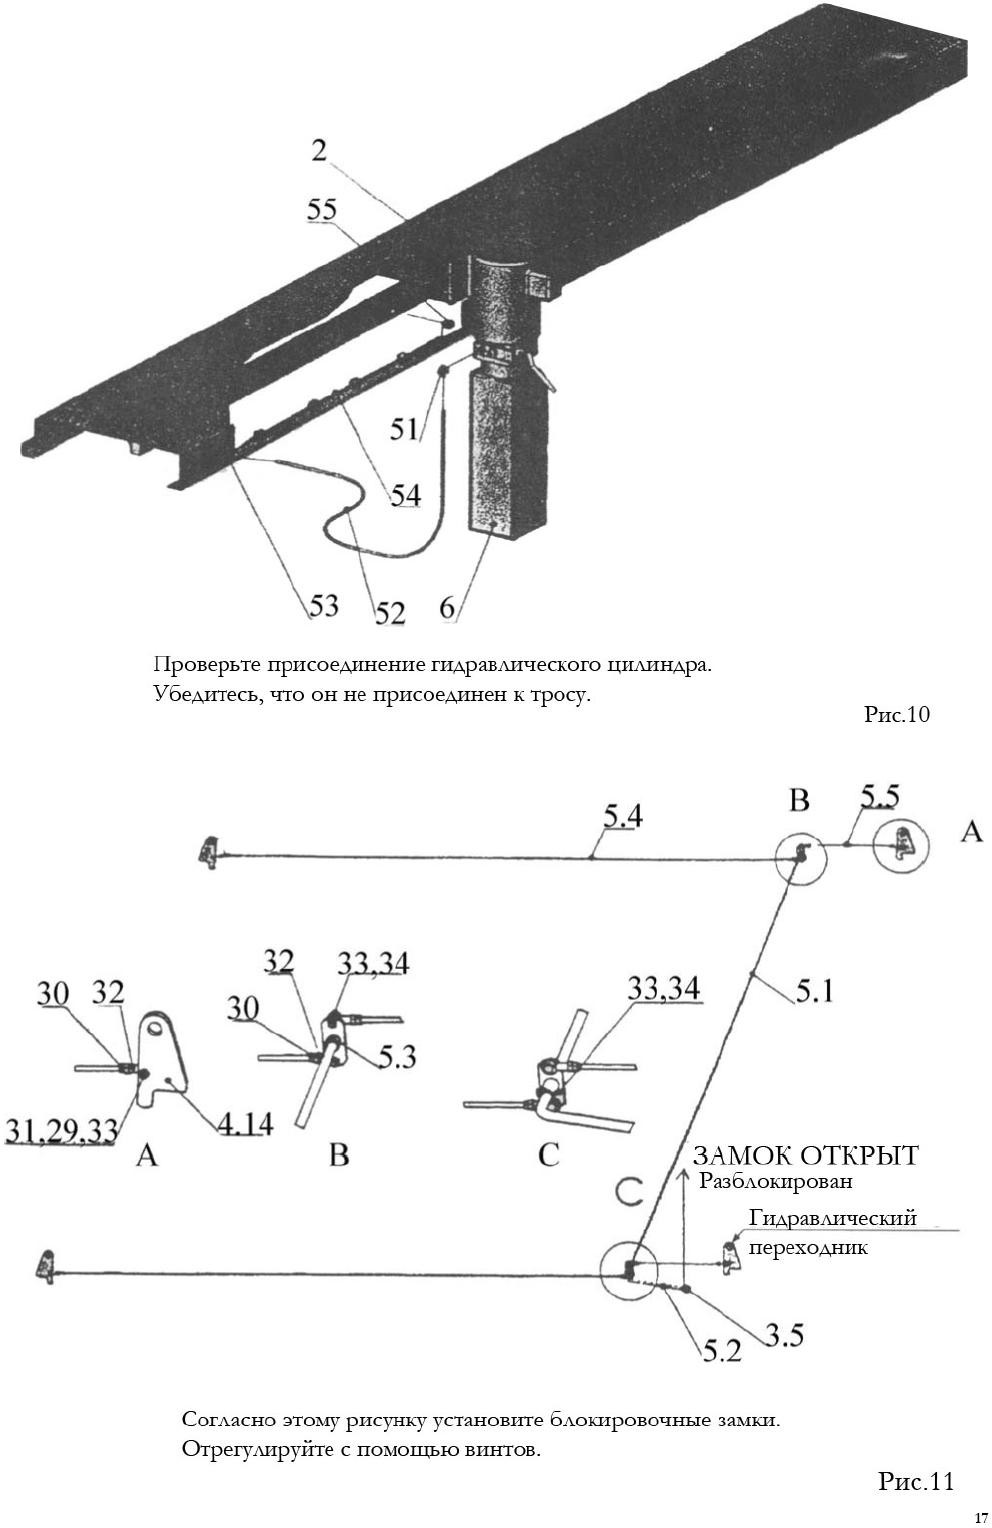 2
55
51
54
53
52
6
Проверьте присоединение гидравлического цилиндра.
Убедитесь, что он не присоединен к тросу.
Рис.10
B
5.5
5.4
A
32
33,34
30
32
30
33,34
5.1
5.3
31,29,33
4.14
A
B
C
ЗАМОК ОТКРЫТ
Разблокирован
C
Гидравлический
переходник
3.5
5.2
Согласно этому рисунку установите блокировочные замки.
Отрегулируйте с помощью винтов.
Рис.11
17